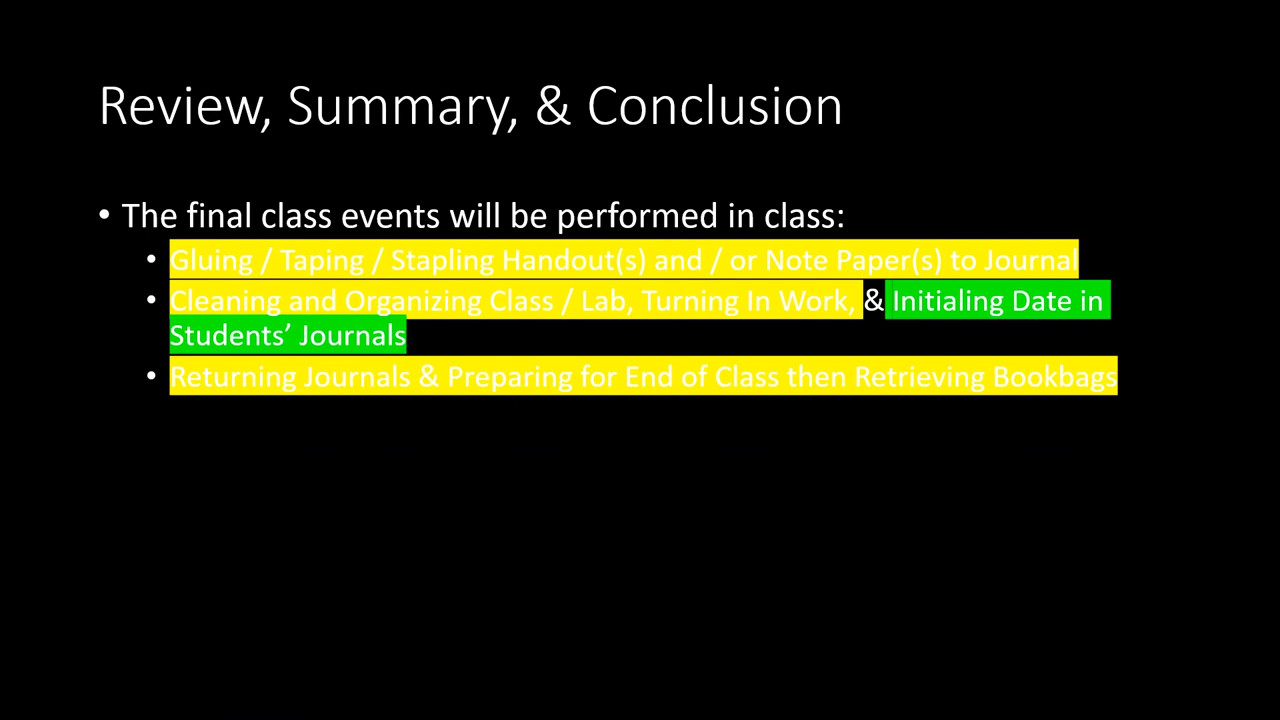 Review, Summary, & Conclusion
• The final class events will be performed in class:
• Gluing / Taping / Stapling Handout(s) and / or Note Paper(s) to Journal
• Cleaning and Organizing Class / Lab, Turning In Work, & Initialing Date in
Students’ Journals
• Returning Journals & Preparing for End of Class then Retrieving Bookbags